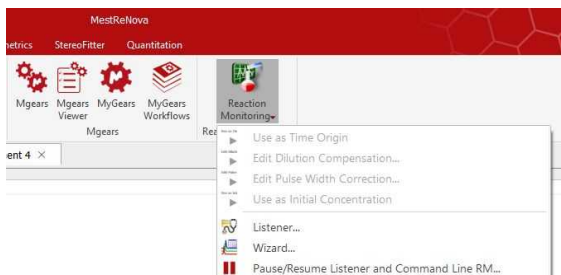 MestReNova
metrics StereoFitter Quantitation
Mgears Mgears Viewer MyGears MyGears Workflows Reaction Monitoring
Mgears Rea
ent 4 ×
Use as Time Origin
Edit Dilution Compensation...
Edit Pulse Width Correction...
Use as Initial Concentration
Listener...
Wizard...
Pause/Resume Listener and Command Line RM...